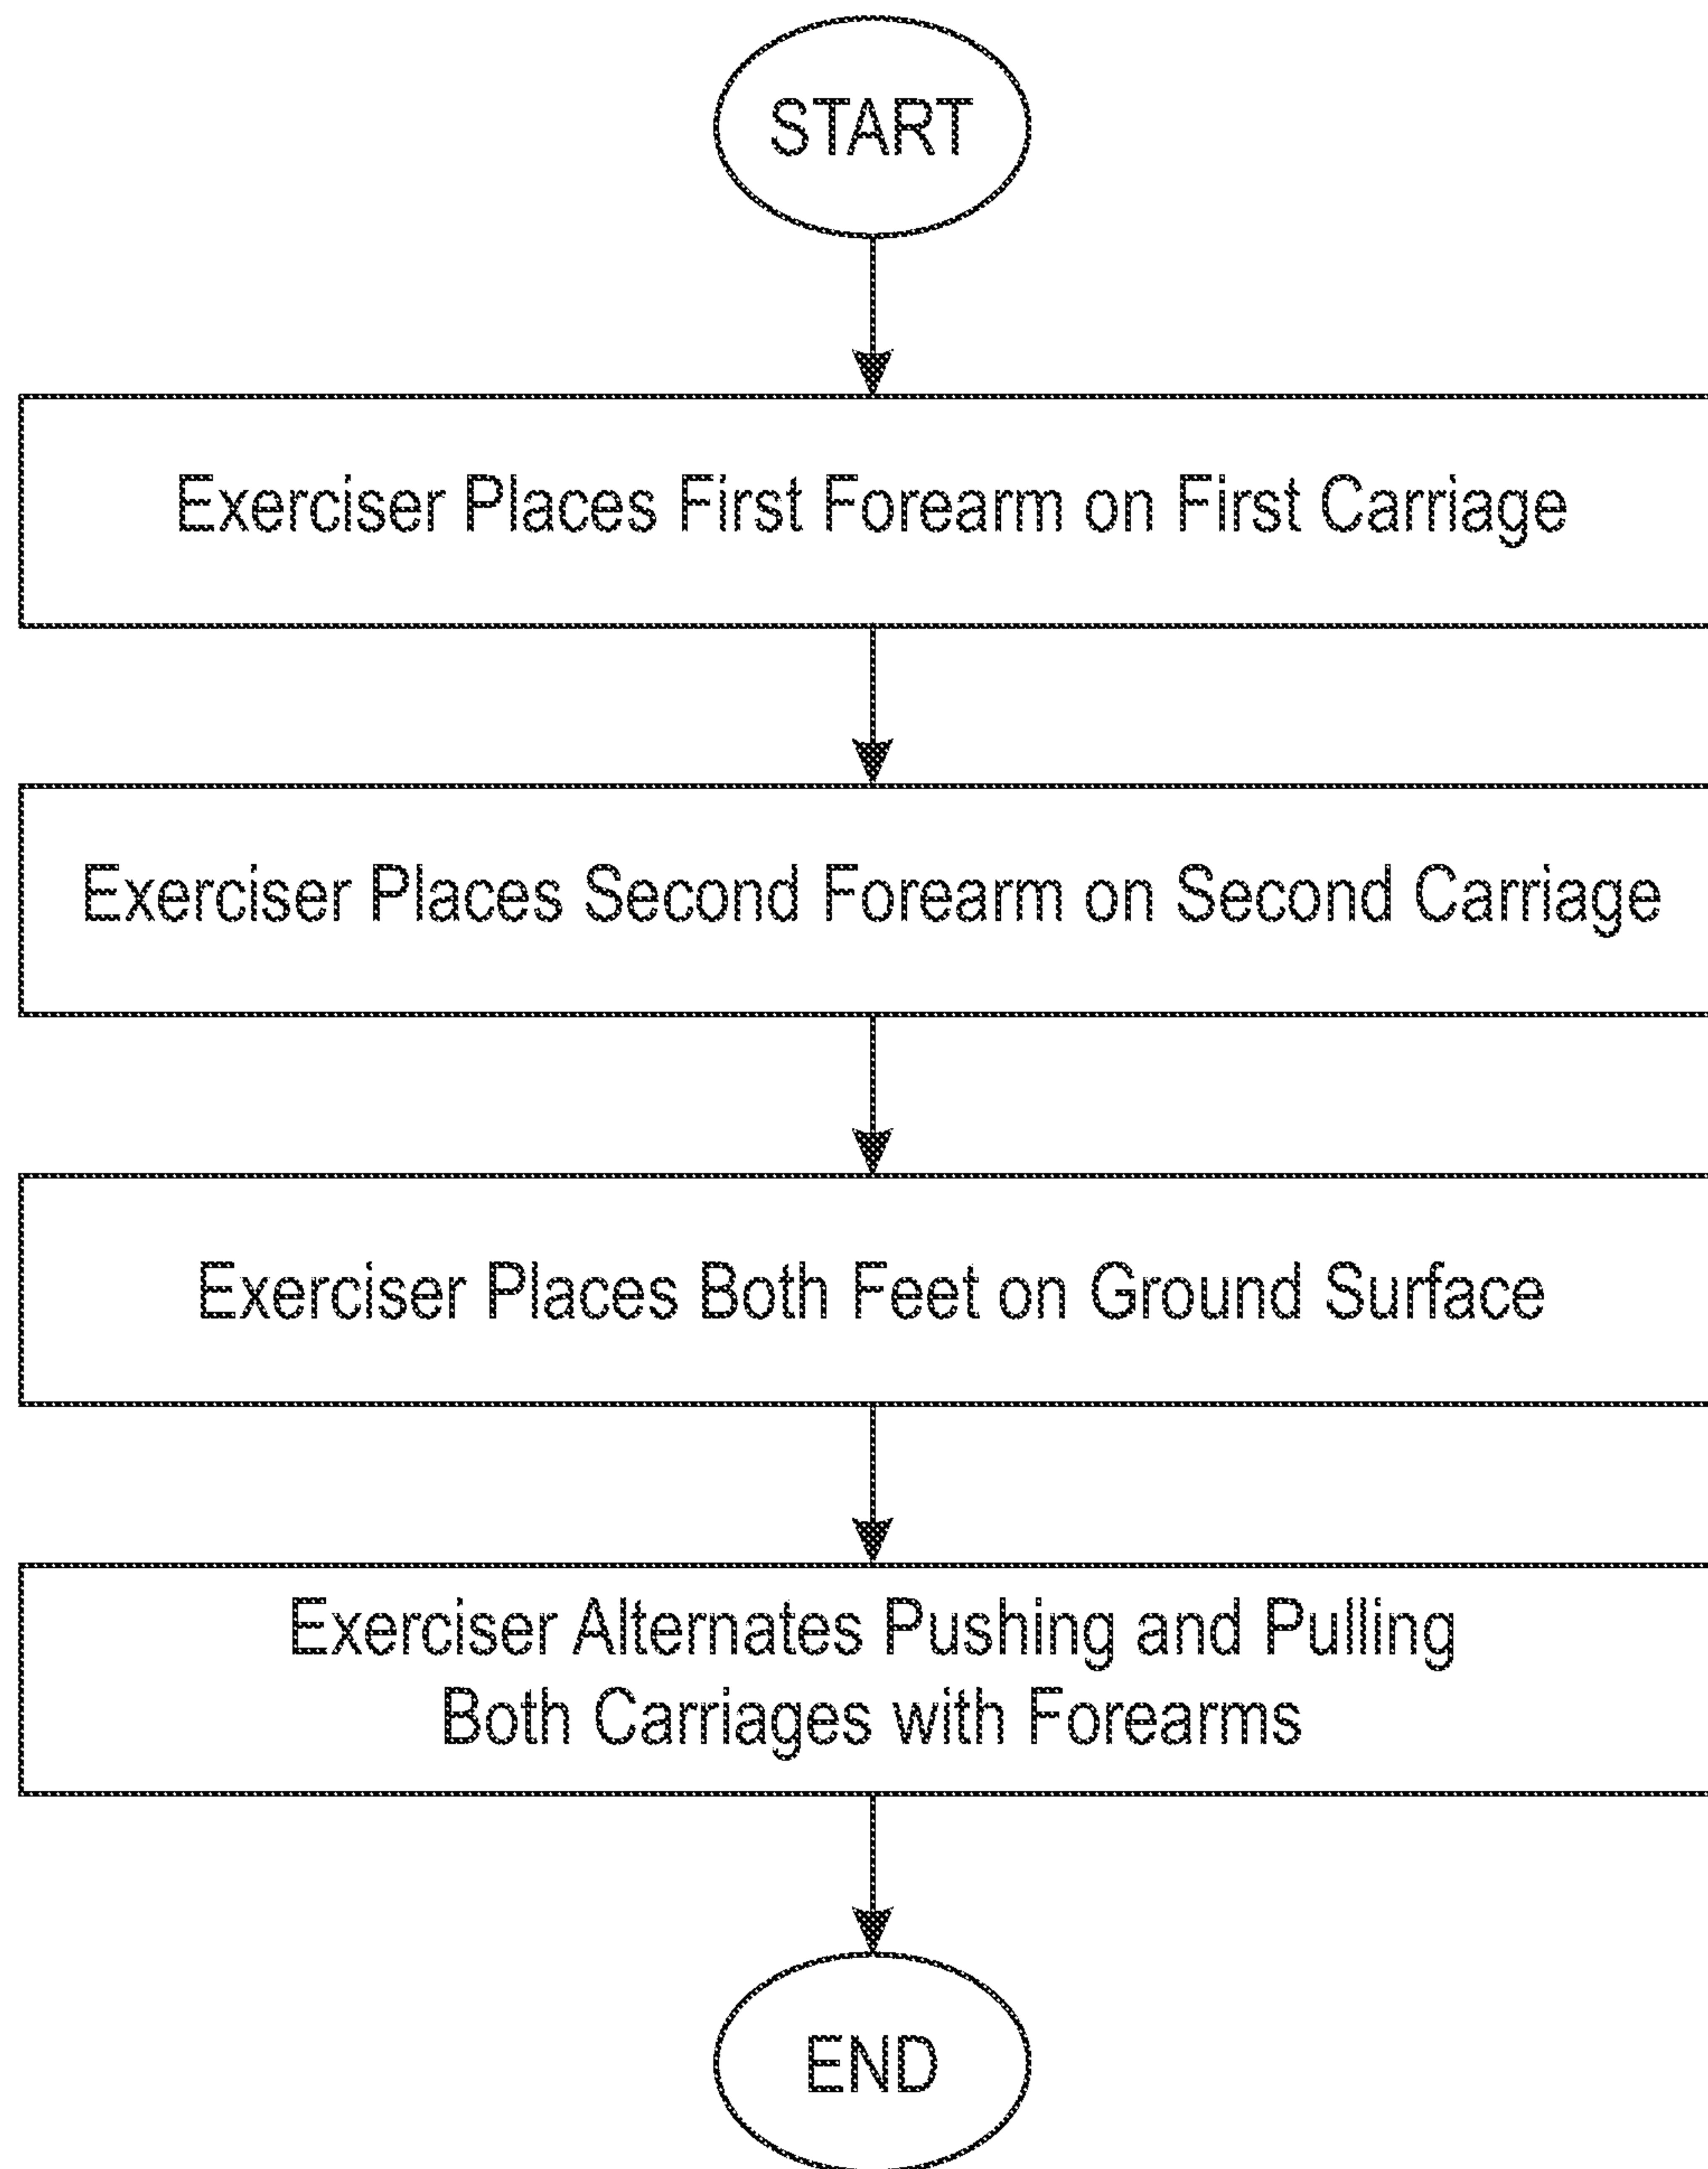 START
Exerciser Places First Forearm on First Carriage
Exerciser Places Second Forearm on Second Carriage
Exerciser Places Both Feet on Ground Surface
Exerciser Alternates Pushing and Pulling
Both Carriages with Forearms
END